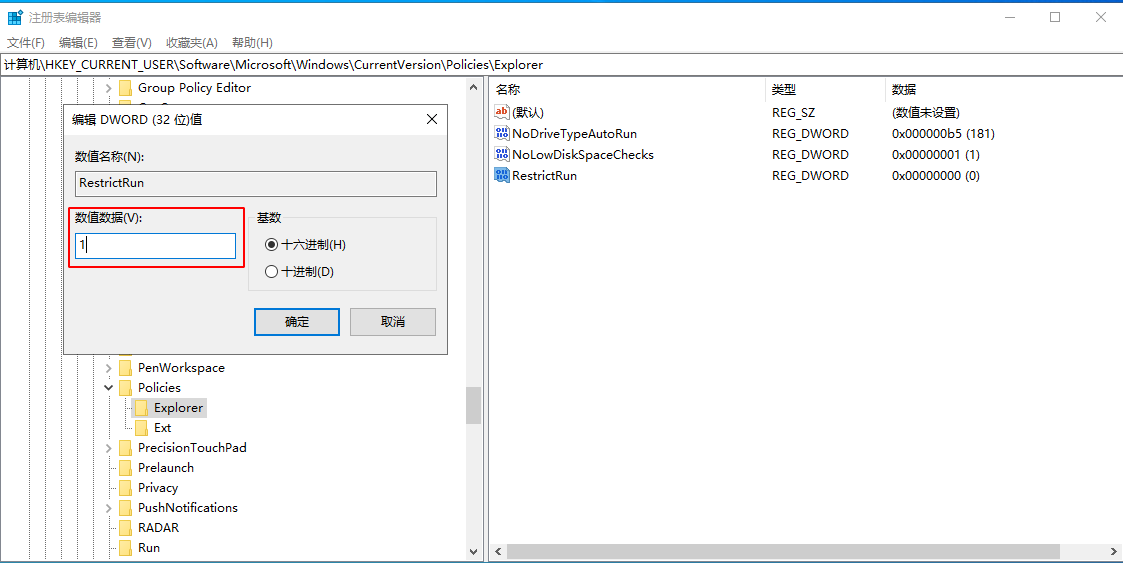 注册表编辑器
文件(F) 编辑(E) 查看(V) 收藏夹(A) 帮助(H)
计算机\HKEY_CURRENT_USER\Software\Microsoft\Windows\CurrentVersion\Policies\Explorer
Group Policy Editor
编辑 DWORD (32 位)值
数值名称(N):
RestrictRun
数值数据(V):
1
基数
十六进制(H)
十进制(D)
确定
取消
PenWorkspace
Policies
Explorer
Ext
PrecisionTouchPad
Prelaunch
Privacy
PushNotifications
RADAR
Run
名称 类型 数据
ab (默认) REG_SZ (数值未设置)
NoDriveTypeAutoRun REG_DWORD 0x000000b5 (181)
NoLowDiskSpaceChecks REG_DWORD 0x00000001 (1)
RestrictRun REG_DWORD 0x00000000 (0)